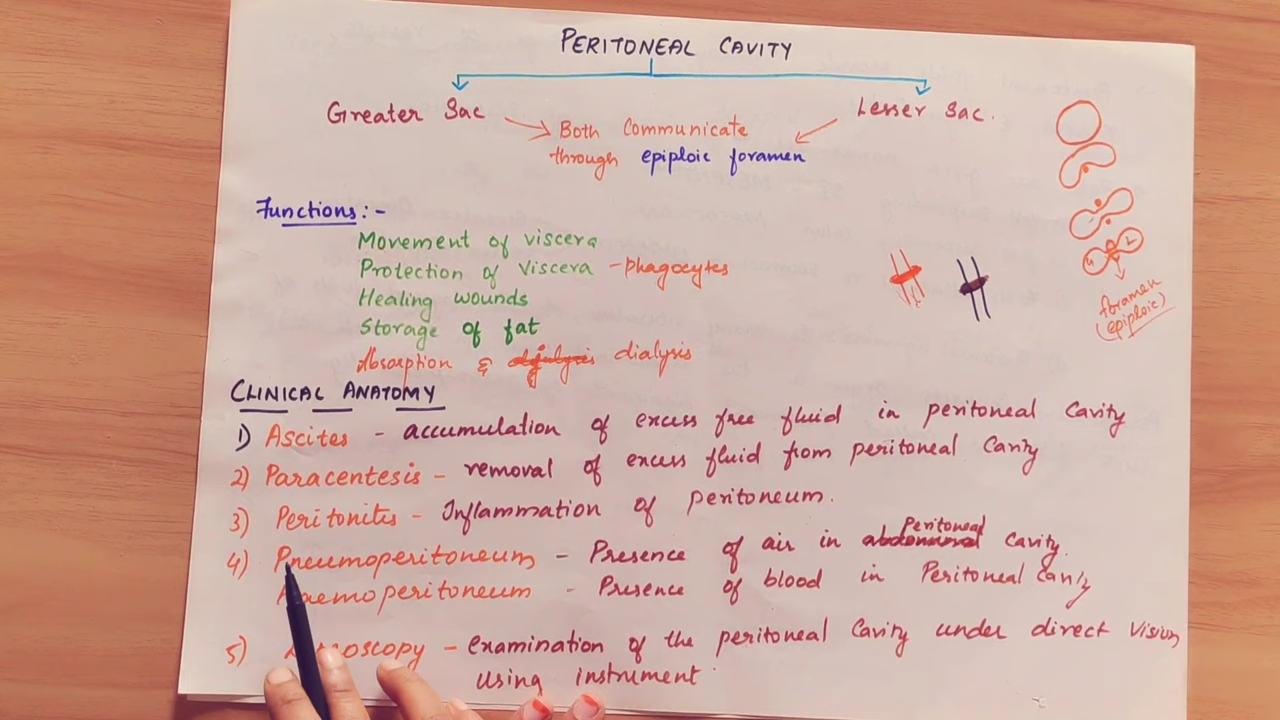 PERITONEAL CAVITY
Greater Sac
Lesser Sac.
Both Communicate
through epiploic foramen
Functions:-
Movement of viscera
Protection of Viscera - phagocytes
Healing wounds
Storage of fat
Absorption & dialysis
L
G
foramen
(epiploic)
CLINICAL ANATOMY
1) Ascites - accumulation of excess free fluid in peritoneal Cavity
2) Paracentesis - removal of excess fluid from peritoneal Cavity
3) Peritonitis - Inflammation of peritoneum.
Peritoneal
4) Pneumoperitoneum - Presence of air in abdominal Cavity.
Haemoperitoneum - Presence of blood in Peritoneal Cavity
5) - examination of the peritoneal Cavity under direct Vision
using instrument